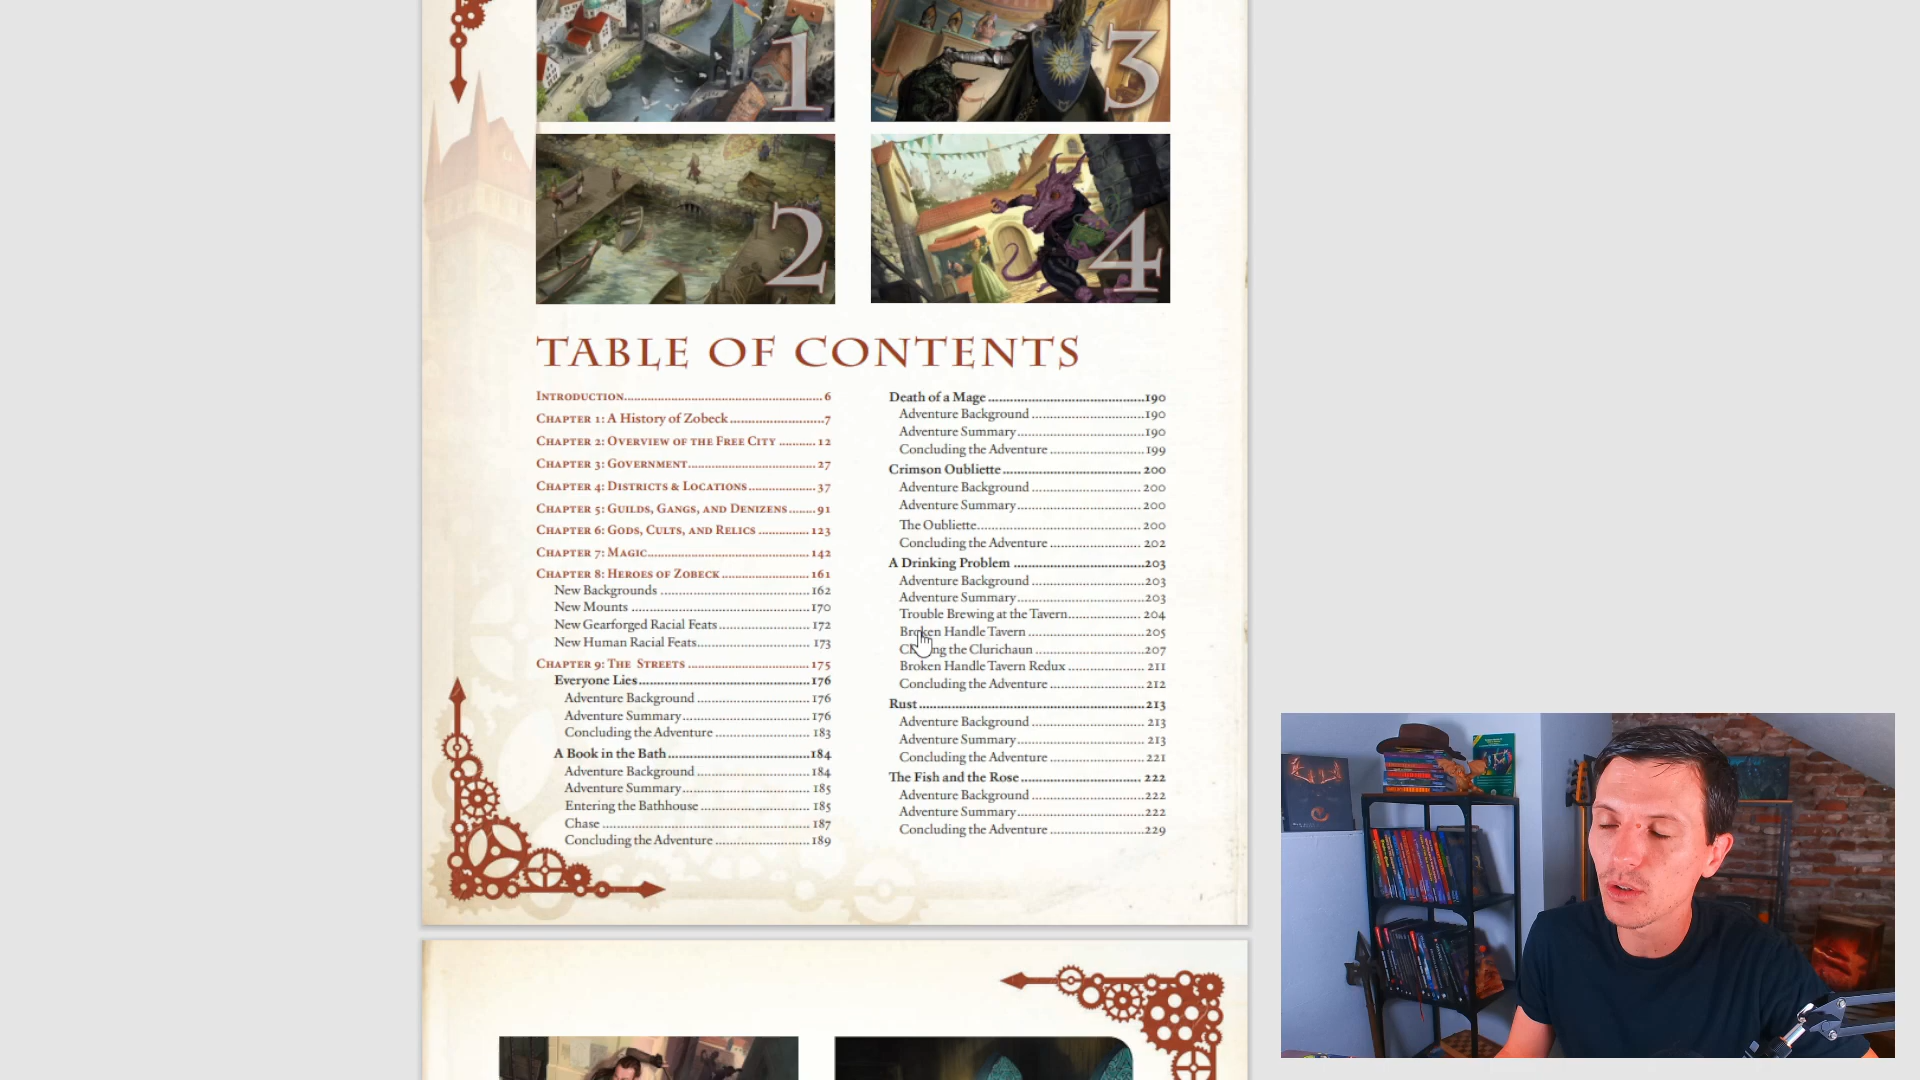 1
3
2
4
TABLE OF CONTENTS
INTRODUCTION.......................................................... 6
CHAPTER 1: A History of Zobeck...........................7
CHAPTER 2: OVERVIEW OF THE FREE CITY ........... 12
CHAPTER 3: GOVERNMENT..................................... 27
CHAPTER 4: DISTRICTS & LOCATIONS................... 37
CHAPTER 5: GUILDS, GANGS, AND DENIZENS........ 91
CHAPTER 6: GODS, CULTS, AND RELICS .............. 123
CHAPTER 7: MAGIC.............................................. 142
CHAPTER 8: HEROES OF ZOBECK ........................ 161
New Backgrounds ........................................... 162
New Mounts .................................................. 170
New Gearforged Racial Feats.......................... 172
New Human Racial Feats................................ 173
CHAPTER 9: THE STREETS .................................. 175
Everyone Lies.................................................176
Adventure Background ................................ 176
Adventure Summary.................................... 176
Concluding the Adventure ........................... 183
A Book in the Bath.........................................184
Adventure Background ................................ 184
Adventure Summary.................................... 185
Entering the Bathhouse ............................... 185
Chase .......................................................... 187
Concluding the Adventure ........................... 189
Death of a Mage .............................................190
Adventure Background ................................190
Adventure Summary....................................190
Concluding the Adventure ........................... 199
Crimson Oubliette ........................................ 200
Adventure Background ............................... 200
Adventure Summary................................... 200
The Oubliette.............................................. 200
Concluding the Adventure .......................... 202
A Drinking Problem ......................................203
Adventure Background ................................203
Adventure Summary....................................203
Trouble Brewing at the Tavern..................... 204
Broken Handle Tavern .................................205
the Clurichaun ................................207
Broken Handle Tavern Redux ...................... 211
Concluding the Adventure ........................... 212
Rust................................................................213
Adventure Background ................................ 213
Adventure Summary.................................... 213
Concluding the Adventure ........................... 221
The Fish and the Rose ................................... 222
Adventure Background ................................222
Adventure Summary....................................222
Concluding the Adventure ...........................229